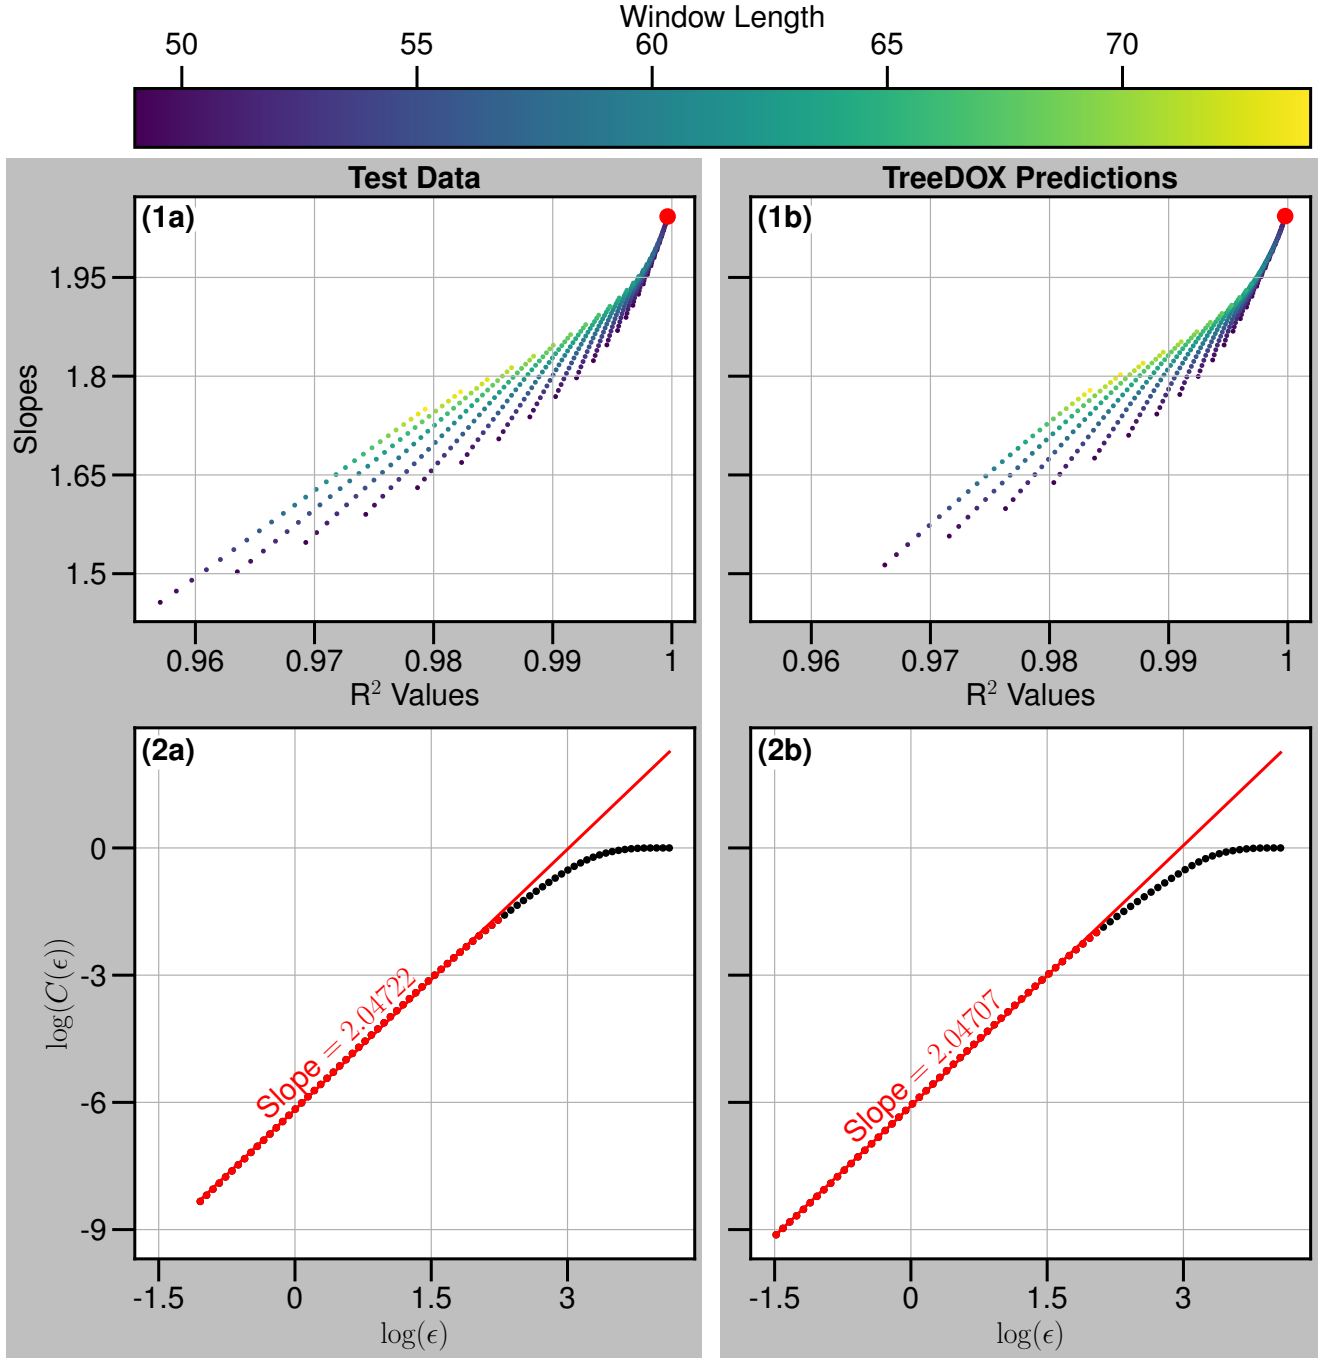 Window Length
50 55 60 65 70
Test Data
(1a)
1.95
1.8
1.65
1.5
Slopes
0.96 0.97 0.98 0.99 1
R² Values
TreeDOX Predictions
(1b)
0.96 0.97 0.98 0.99 1
R² Values
(2a)
0
-3
-6
-9
log(C(ϵ))
Slope = 2.04722
-1.5 0 1.5 3
log(ϵ)
(2b)
Slope = 2.04707
-1.5 0 1.5 3
log(ϵ)